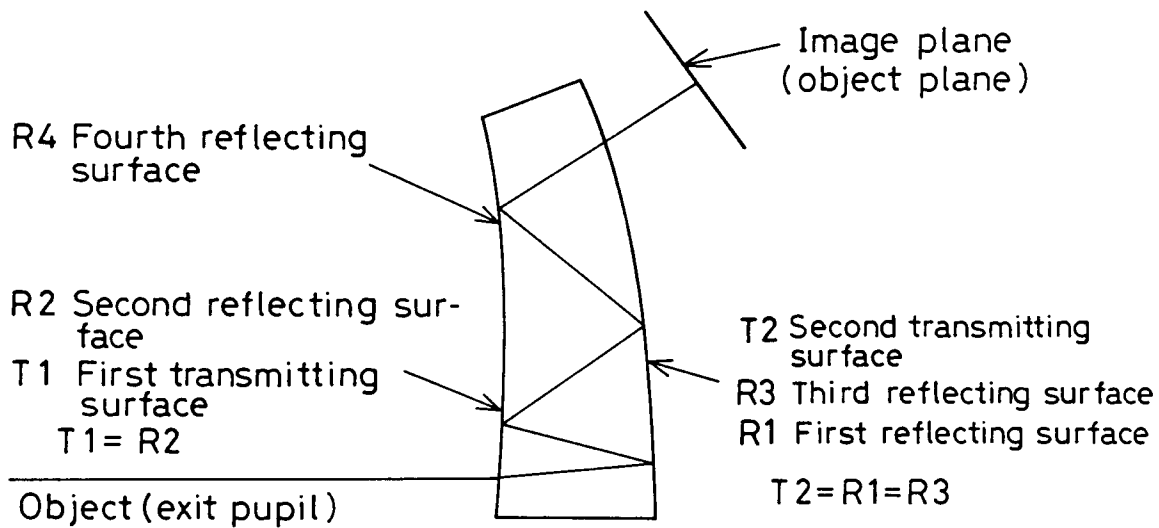 Image plane
(object plane)
R4 Fourth reflecting
surface
R2 Second reflecting sur-
face
T1 First transmitting
surface
T1= R2
T2 Second transmitting
surface
R3 Third reflecting surface
R1 First reflecting surface
T2=R1=R3
Object (exit pupil)